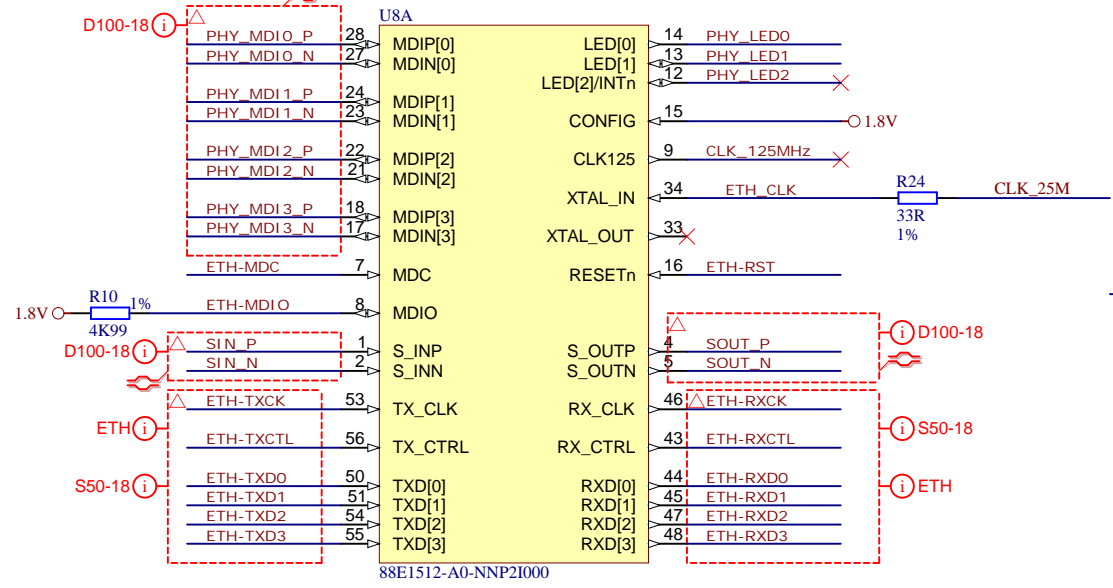 U8A
D100-18
PHY_MDI0_P 28 MDIP[0] LED[0] 14 PHY_LED0
PHY_MDI0_N 27 MDIN[0] LED[1] 13 PHY_LED1
LED[2]/INTn 12 PHY_LED2
PHY_MDI1_P 24 MDIP[1]
PHY_MDI1_N 23 MDIN[1] CONFIG 15 1.8V
PHY_MDI2_P 22 MDIP[2] CLK125 9 CLK_125MHz
PHY_MDI2_N 21 MDIN[2]
XTAL_IN 34 ETH_CLK R24 CLK_25M
33R
1%
PHY_MDI3_P 18 MDIP[3]
PHY_MDI3_N 17 MDIN[3] XTAL_OUT 33
ETH-MDC 7 MDC RESETn 16 ETH-RST
1.8V R10 1% ETH-MDIO 8 MDIO
4K99
D100-18 i SIN_P 1 S_INP S_OUTP 4 SOUT_P i D100-18
SIN_N 2 S_INN S_OUTN 5 SOUT_N
ETH-TXCK 53 TX_CLK RX_CLK 46 ETH-RXCK
ETH i i S50-18
ETH-TXCTL 56 TX_CTRL RX_CTRL 43 ETH-RXCTL
S50-18 i ETH-TXD0 50 TXD[0] RXD[0] 44 ETH-RXD0 i ETH
ETH-TXD1 51 TXD[1] RXD[1] 45 ETH-RXD1
ETH-TXD2 54 TXD[2] RXD[2] 47 ETH-RXD2
ETH-TXD3 55 TXD[3] RXD[3] 48 ETH-RXD3
88E1512-A0-NNP2I000